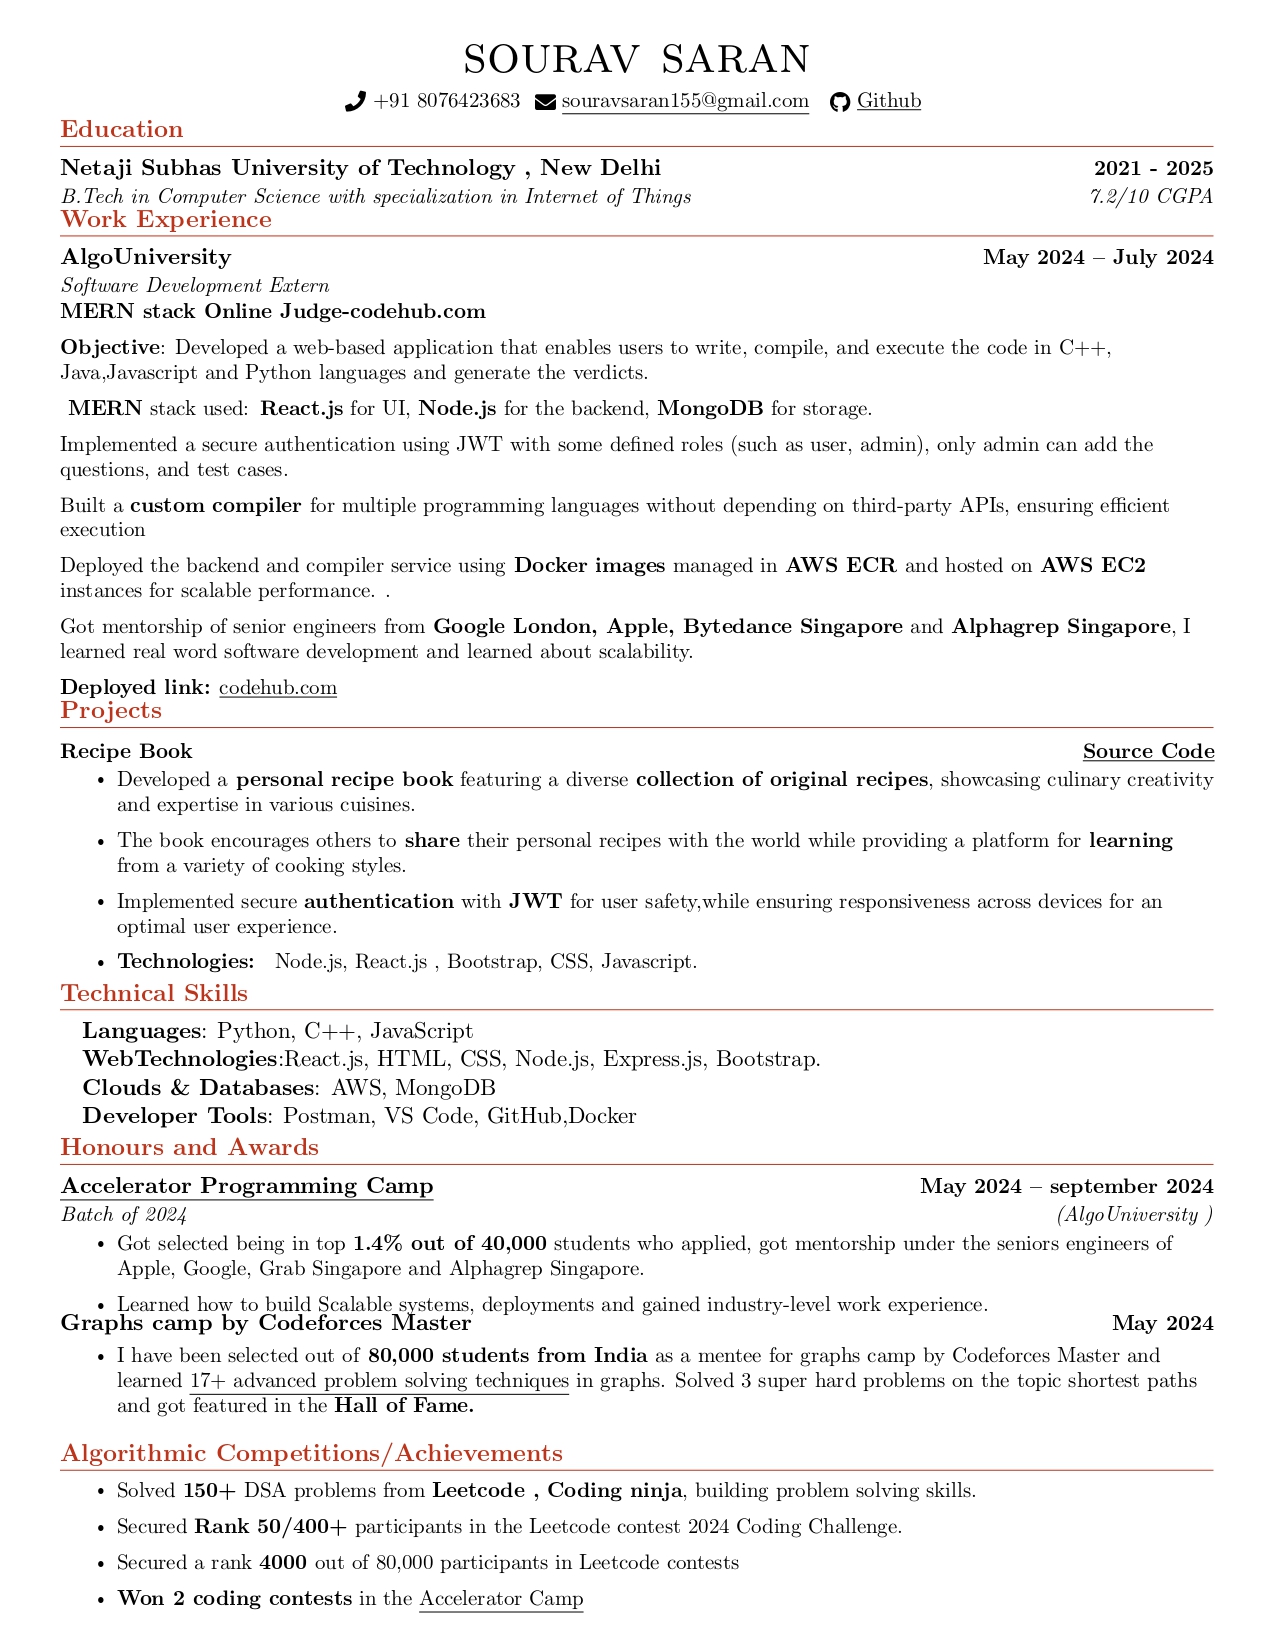 SOURAV SARAN
+91 8076423683 souravsaran155@gmail.com Github
Education
Netaji Subhas University of Technology , New Delhi 2021 - 2025
B.Tech in Computer Science with specialization in Internet of Things 7.2/10 CGPA
Work Experience
AlgoUniversity May 2024 – July 2024
Software Development Extern
MERN stack Online Judge-codehub.com
Objective: Developed a web-based application that enables users to write, compile, and execute the code in C++,
Java,Javascript and Python languages and generate the verdicts.
MERN stack used: React.js for UI, Node.js for the backend, MongoDB for storage.
Implemented a secure authentication using JWT with some defined roles (such as user, admin), only admin can add the
questions, and test cases.
Built a custom compiler for multiple programming languages without depending on third-party APIs, ensuring efficient
execution
Deployed the backend and compiler service using Docker images managed in AWS ECR and hosted on AWS EC2
instances for scalable performance. .
Got mentorship of senior engineers from Google London, Apple, Bytedance Singapore and Alphagrep Singapore, I
learned real word software development and learned about scalability.
Deployed link: codehub.com
Projects
Recipe Book Source Code
• Developed a personal recipe book featuring a diverse collection of original recipes, showcasing culinary creativity
and expertise in various cuisines.
• The book encourages others to share their personal recipes with the world while providing a platform for learning
from a variety of cooking styles.
• Implemented secure authentication with JWT for user safety,while ensuring responsiveness across devices for an
optimal user experience.
• Technologies: Node.js, React.js , Bootstrap, CSS, Javascript.
Technical Skills
Languages: Python, C++, JavaScript
WebTechnologies:React.js, HTML, CSS, Node.js, Express.js, Bootstrap.
Clouds & Databases: AWS, MongoDB
Developer Tools: Postman, VS Code, GitHub,Docker
Honours and Awards
Accelerator Programming Camp May 2024 – september 2024
Batch of 2024 (AlgoUniversity )
• Got selected being in top 1.4% out of 40,000 students who applied, got mentorship under the seniors engineers of
Apple, Google, Grab Singapore and Alphagrep Singapore.
• Learned how to build Scalable systems, deployments and gained industry-level work experience.
Graphs camp by Codeforces Master May 2024
• I have been selected out of 80,000 students from India as a mentee for graphs camp by Codeforces Master and
learned 17+ advanced problem solving techniques in graphs. Solved 3 super hard problems on the topic shortest paths
and got featured in the Hall of Fame.
Algorithmic Competitions/Achievements
• Solved 150+ DSA problems from Leetcode , Coding ninja, building problem solving skills.
• Secured Rank 50/400+ participants in the Leetcode contest 2024 Coding Challenge.
• Secured a rank 4000 out of 80,000 participants in Leetcode contests
• Won 2 coding contests in the Accelerator Camp